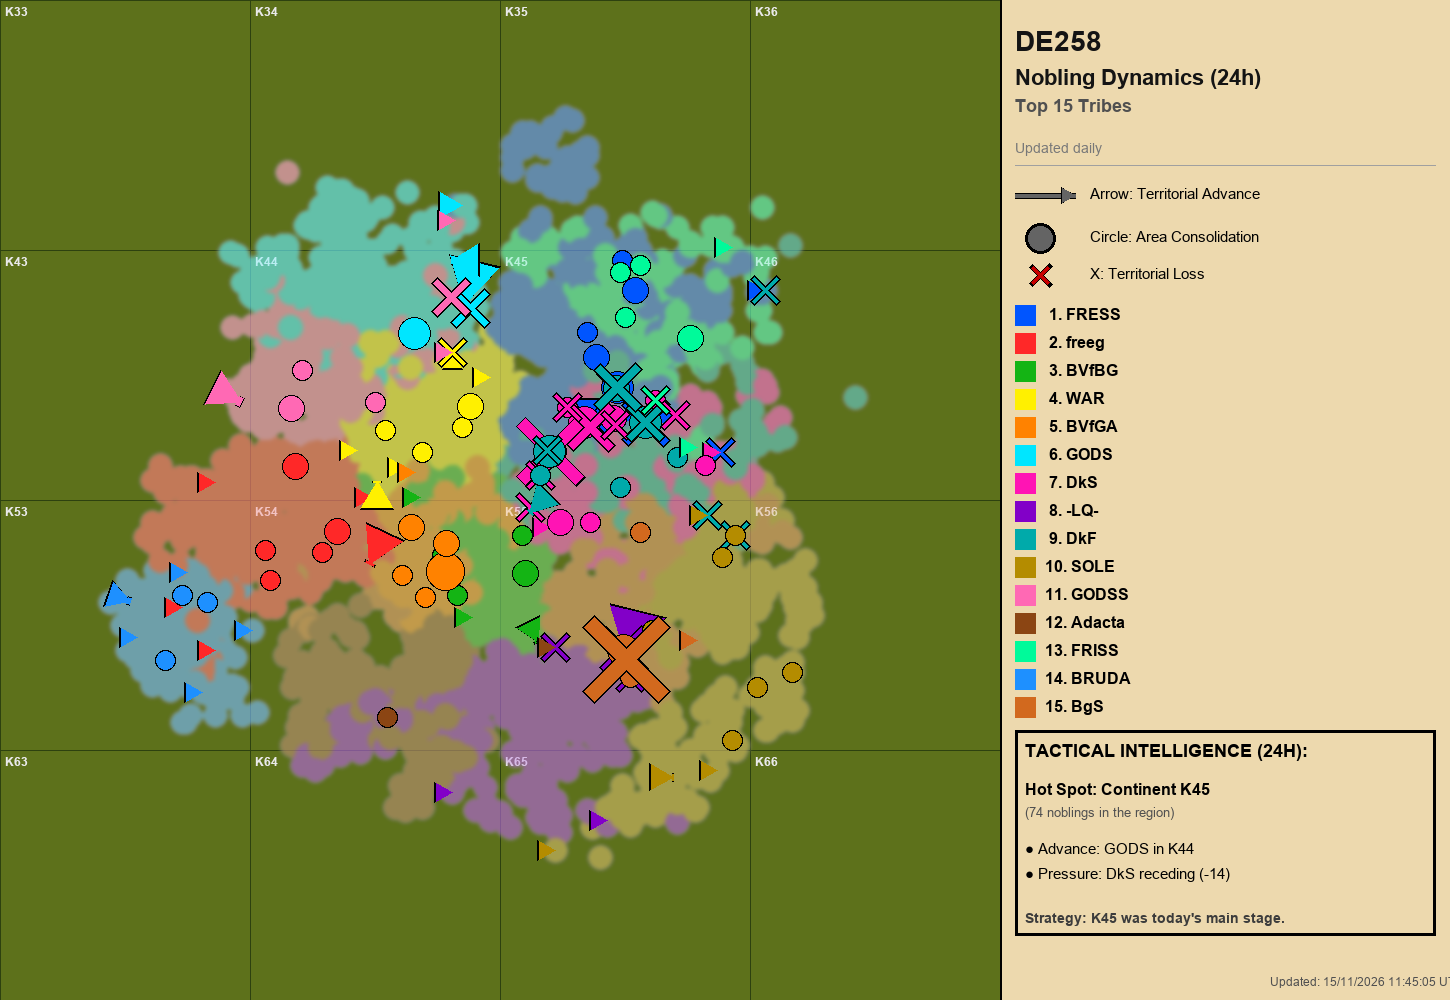 K33
K34
K35
K36
K43
K44
K45
K46
K53
K54
K56
K63
K64
K65
K66
DE258
Nobling Dynamics (24h)
Top 15 Tribes
Updated daily
Arrow: Territorial Advance
Circle: Area Consolidation
X: Territorial Loss
1. FRESS
2. freeg
3. BVfBG
4. WAR
5. BVfGA
6. GODS
7. DkS
8. -LQ-
9. DkF
10. SOLE
11. GODSS
12. Adacta
13. FRISS
14. BRUDA
15. BgS
TACTICAL INTELLIGENCE (24H):
Hot Spot: Continent K45
(74 noblings in the region)
● Advance: GODS in K44
● Pressure: DkS receding (-14)
Strategy: K45 was today's main stage.
Updated: 15/11/2026 11:45:05